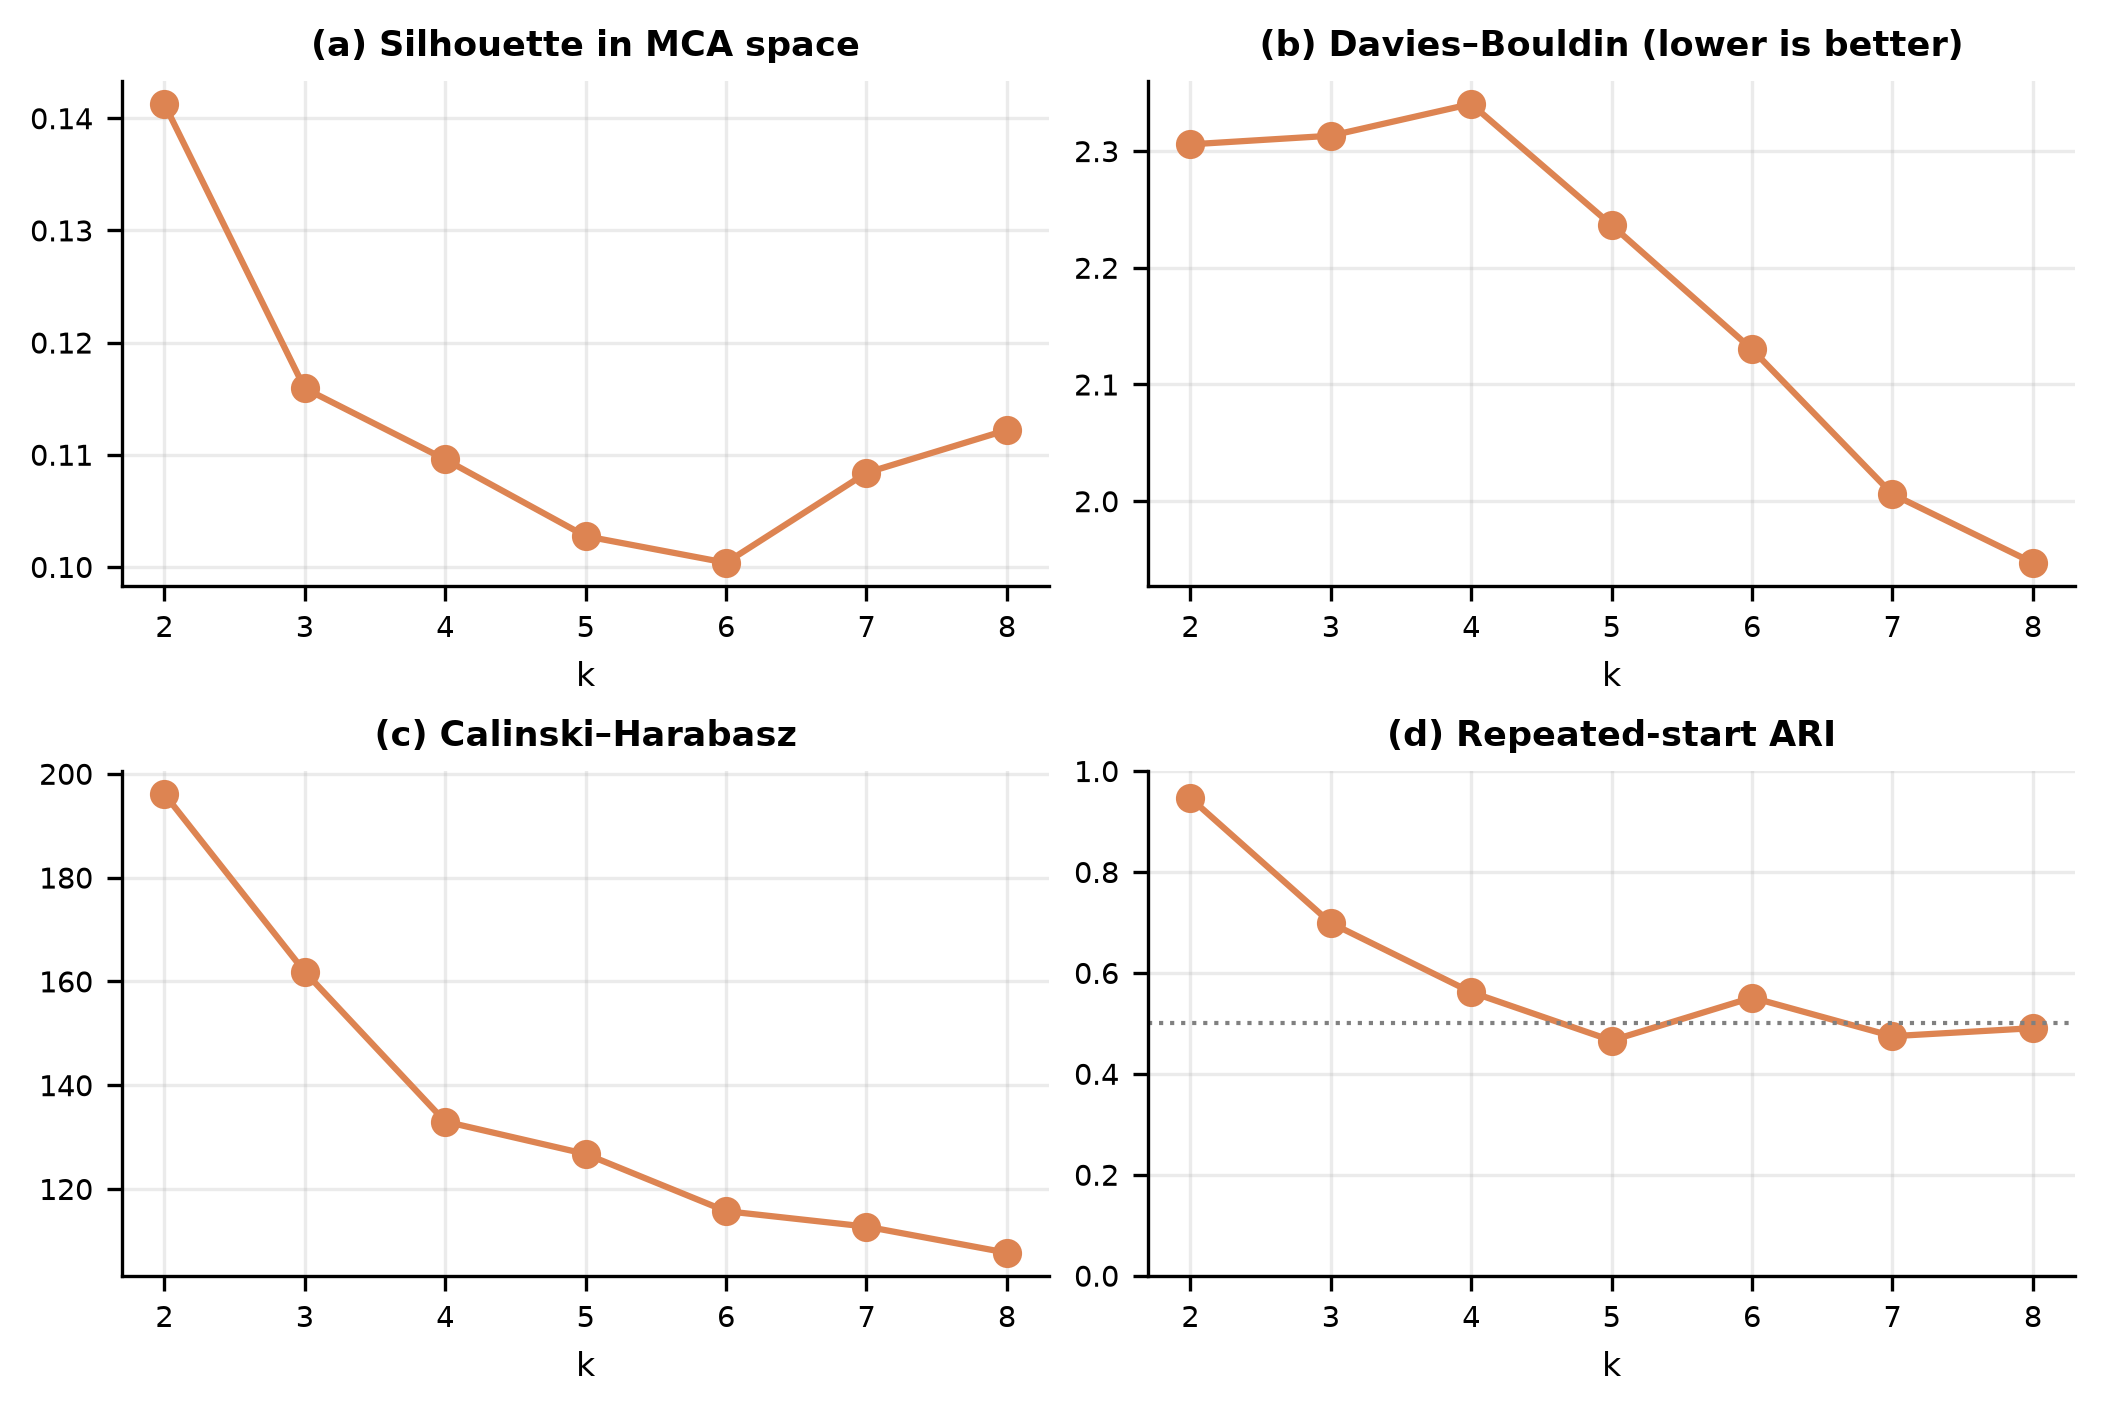 (a) Silhouette in MCA space
0.14
0.13
0.12
0.11
0.10
2 3 4 5 6 7 8
k
(b) Davies–Bouldin (lower is better)
2.3
2.2
2.1
2.0
2 3 4 5 6 7 8
k
(c) Calinski–Harabasz
200
180
160
140
120
2 3 4 5 6 7 8
k
(d) Repeated-start ARI
1.0
0.8
0.6
0.4
0.2
0.0
2 3 4 5 6 7 8
k